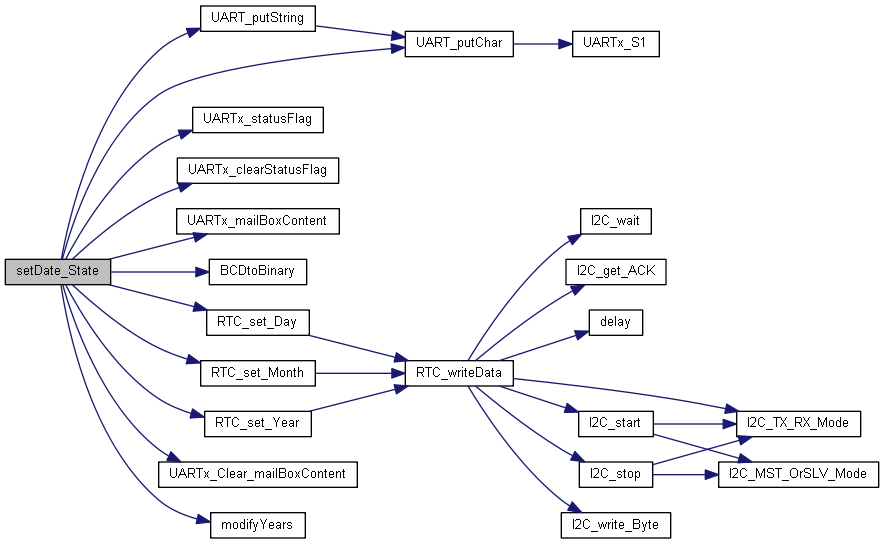 UART_putString
UART_putChar
UARTx_S1
UARTx_statusFlag
UARTx_clearStatusFlag
UARTx_mailBoxContent
I2C_wait
setDate_State
BCDtoBinary
I2C_get_ACK
RTC_set_Day
delay
RTC_set_Month
RTC_writeData
RTC_set_Year
I2C_start
I2C_TX_RX_Mode
UARTx_Clear_mailBoxContent
I2C_stop
I2C_MST_OrSLV_Mode
modifyYears
I2C_write_Byte